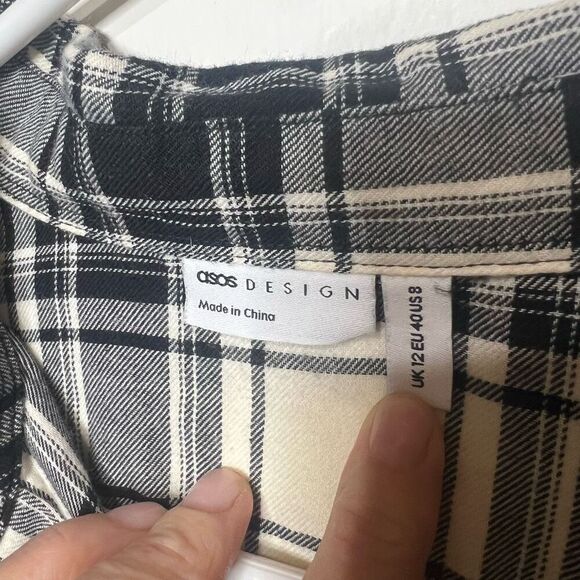 asos DESIGN
Made in China
UK 12 EU 40 US 8